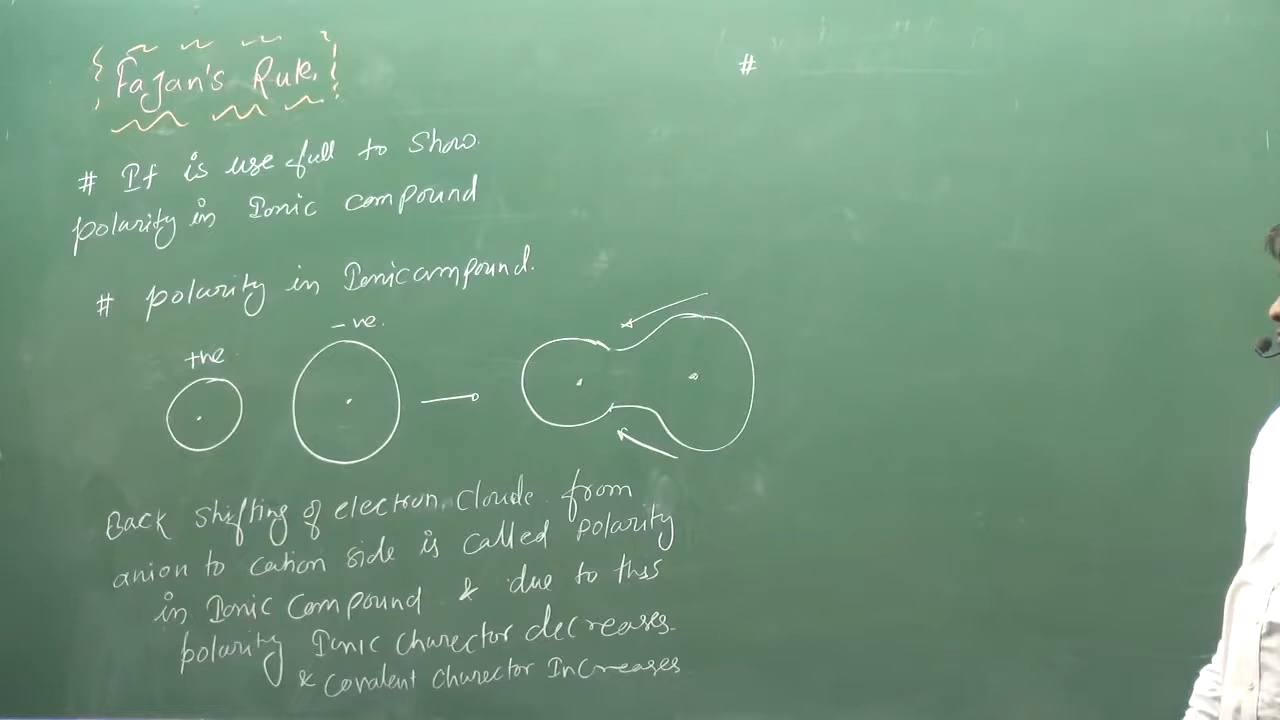 Fajan's Rule.
# It is use full to Show.
polarity in Ionic compound
# polarity in Ioniccompound.
+ve
-ve.
Back shifting of electron cloude from
anion to cation side is called polarity
in Ionic Compound & due to this
polarity Ionic charector decreases
& covalent charector Increases
#